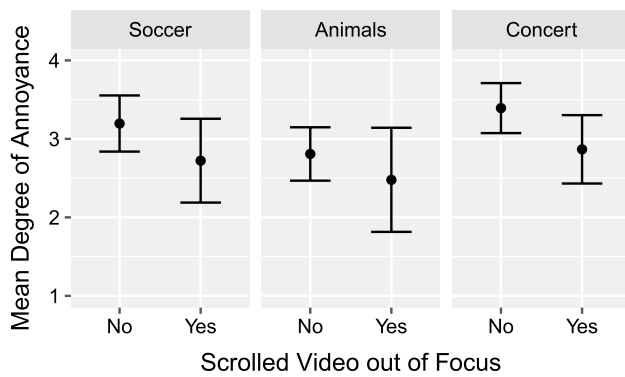 Soccer Animals Concert
Mean Degree of Annoyance
4
3
2
1
No Yes No Yes No Yes
Scrolled Video out of Focus